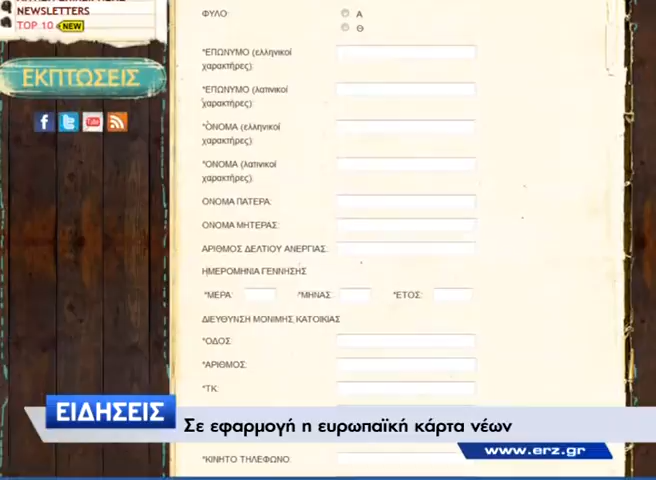 NEWSLETTERS
TOP 10 NEW
ΕΚΠΤΩΣΕΙΣ
ΦΥΛΟ:
Α
Θ
*ΕΠΩΝΥΜΟ (ελληνικοί
χαρακτήρες):
*ΕΠΩΝΥΜΟ (λατινικοί
χαρακτήρες):
*ΟΝΟΜΑ (ελληνικοί
χαρακτήρες):
*ΟΝΟΜΑ (λατινικοί
χαρακτήρες):
ΟΝΟΜΑ ΠΑΤΕΡΑ:
ΟΝΟΜΑ ΜΗΤΕΡΑΣ:
ΑΡΙΘΜΟΣ ΔΕΛΤΙΟΥ ΑΝΕΡΓΙΑΣ:
ΗΜΕΡΟΜΗΝΙΑ ΓΕΝΝΗΣΗΣ
*ΜΕΡΑ: *ΜΗΝΑΣ: *ΕΤΟΣ:
ΔΙΕΥΘΥΝΣΗ ΜΟΝΙΜΗΣ ΚΑΤΟΙΚΙΑΣ
*ΟΔΟΣ:
*ΑΡΙΘΜΟΣ:
*ΤΚ:
ΕΙΔΗΣΕΙΣ
Σε εφαρμογή η ευρωπαϊκή κάρτα νέων
www.erz.gr
*ΚΙΝΗΤΟ ΤΗΛΕΦΩΝΟ: